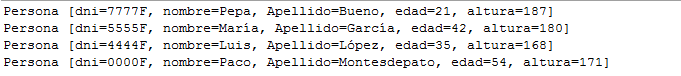 Persona [dni=7777F, nombre=Pepa, Apellido=Bueno, edad=21, altura=187]
Persona [dni=5555F, nombre=María, Apellido=García, edad=42, altura=180]
Persona [dni=4444F, nombre=Luis, Apellido=López, edad=35, altura=168]
Persona [dni=0000F, nombre=Paco, Apellido=Montesdepato, edad=54, altura=171]